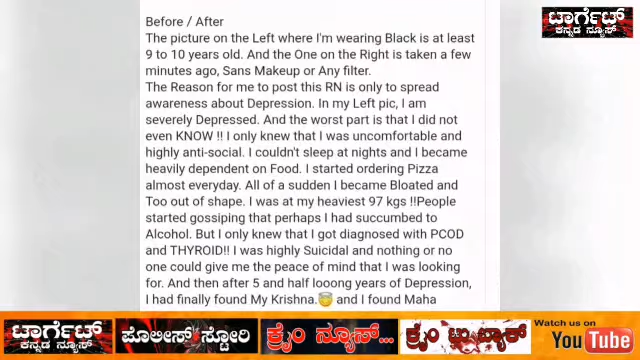 Before / After
The picture on the Left where I'm wearing Black is at least
9 to 10 years old. And the One on the Right is taken a few
minutes ago, Sans Makeup or Any filter.
The Reason for me to post this RN is only to spread
awareness about Depression. In my Left pic, I am
severely Depressed. And the worst part is that I did not
even KNOW !! I only knew that I was uncomfortable and
highly anti-social. I couldn't sleep at nights and I became
heavily dependent on Food. I started ordering Pizza
almost everyday. All of a sudden I became Bloated and
Too out of shape. I was at my heaviest 97 kgs !!People
started gossiping that perhaps I had succumbed to
Alcohol. But I only knew that I got diagnosed with PCOD
and THYROID!! I was highly Suicidal and nothing or no
one could give me the peace of mind that I was looking
for. And then after 5 and half looong years of Depression,
I had finally found My Krishna.😇 and I found Maha
ಟಾರ್ಗೆಟ್
ಕನ್ನಡ ನ್ಯೂಸ್
ಟಾರ್ಗೆಟ್
ಕನ್ನಡ ನ್ಯೂಸ್
ಪೊಲೀಸ್ ಸ್ಟೋರಿ
ಕ್ರೈಂ ನ್ಯೂಸ್...
ಕ್ರೈಂ
Watch us on
YouTube